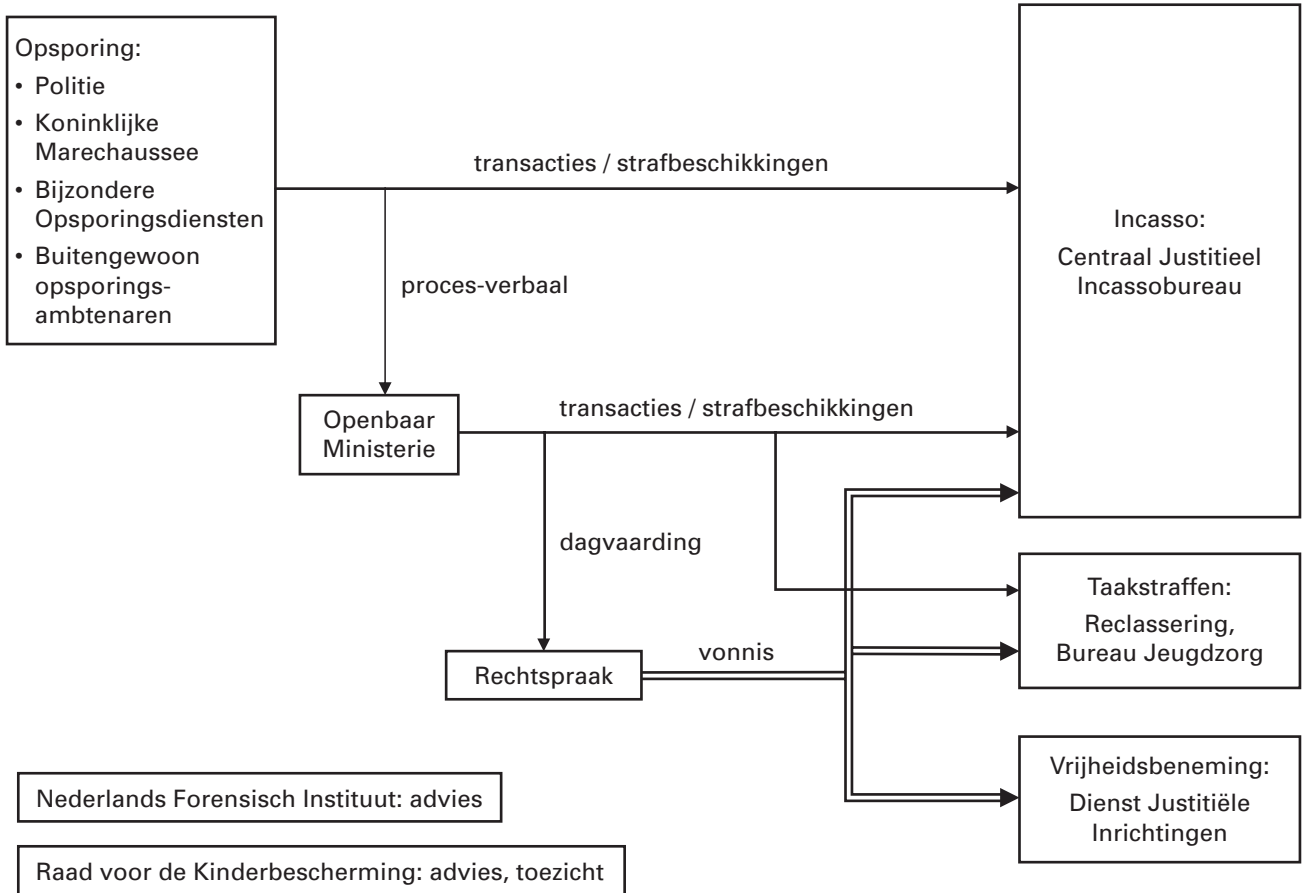 Opsporing:
• Politie
• Koninklijke
Marechaussee
• Bijzondere
Opsporingsdiensten
• Buitengewoon
opsporings-
ambtenaren
transacties / strafbeschikkingen
Incasso:
Centraal Justitieel
Incassobureau
proces-verbaal
Openbaar
Ministerie
transacties / strafbeschikkingen
dagvaarding
Taakstraffen:
Reclassering,
Bureau Jeugdzorg
Rechtspraak
vonnis
Vrijheidsbeneming:
Dienst Justitiële
Inrichtingen
Nederlands Forensisch Instituut: advies
Raad voor de Kinderbescherming: advies, toezicht